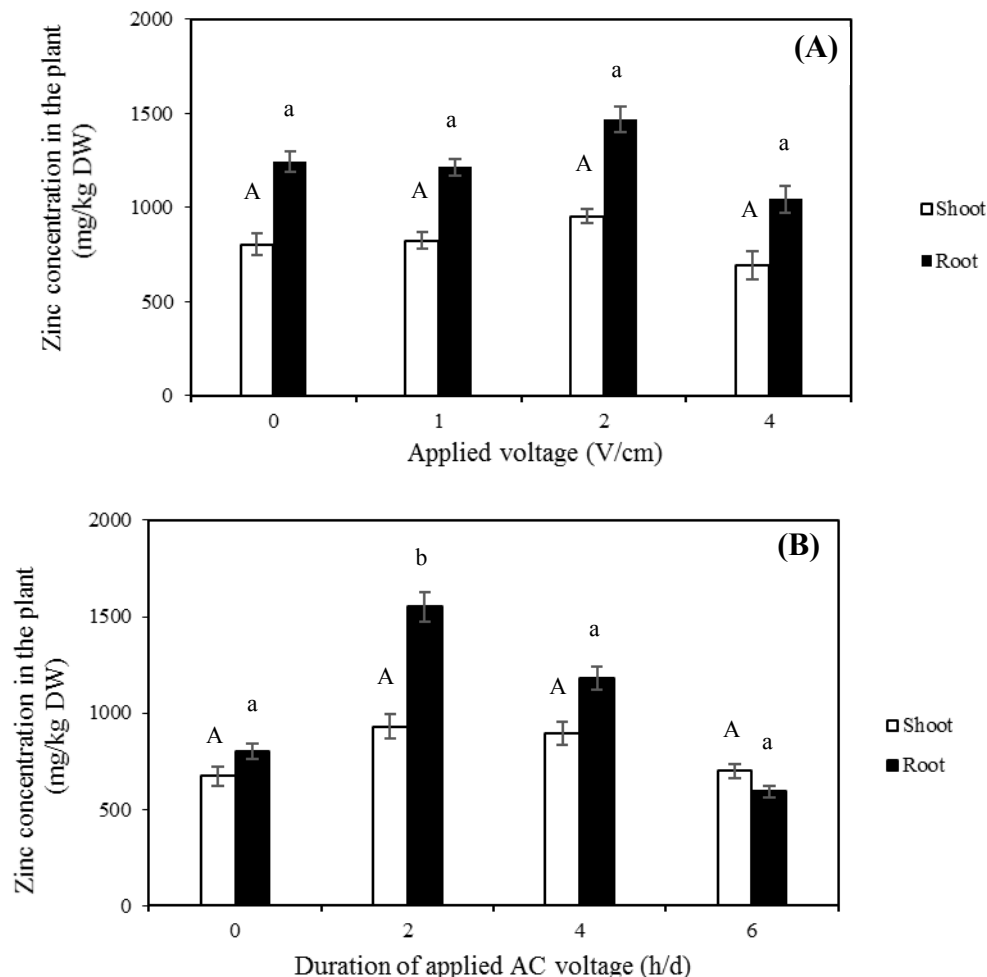 (A)
Zinc concentration in the plant
(mg/kg DW)
2000
1500
1000
500
0
A
a
A
a
A
a
A
a
0
1
2
4
Applied voltage (V/cm)
Shoot
Root
(B)
Zinc concentration in the plant
(mg/kg DW)
2000
1500
1000
500
0
A
a
A
b
A
a
A
a
0
2
4
6
Duration of applied AC voltage (h/d)
Shoot
Root